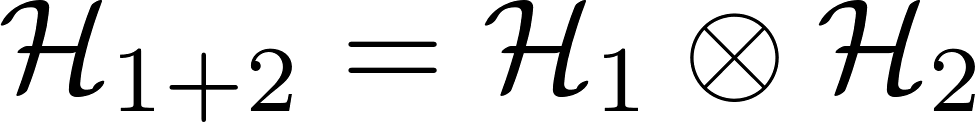 ℋ₁₊₂ = ℋ₁ ⊗ ℋ₂